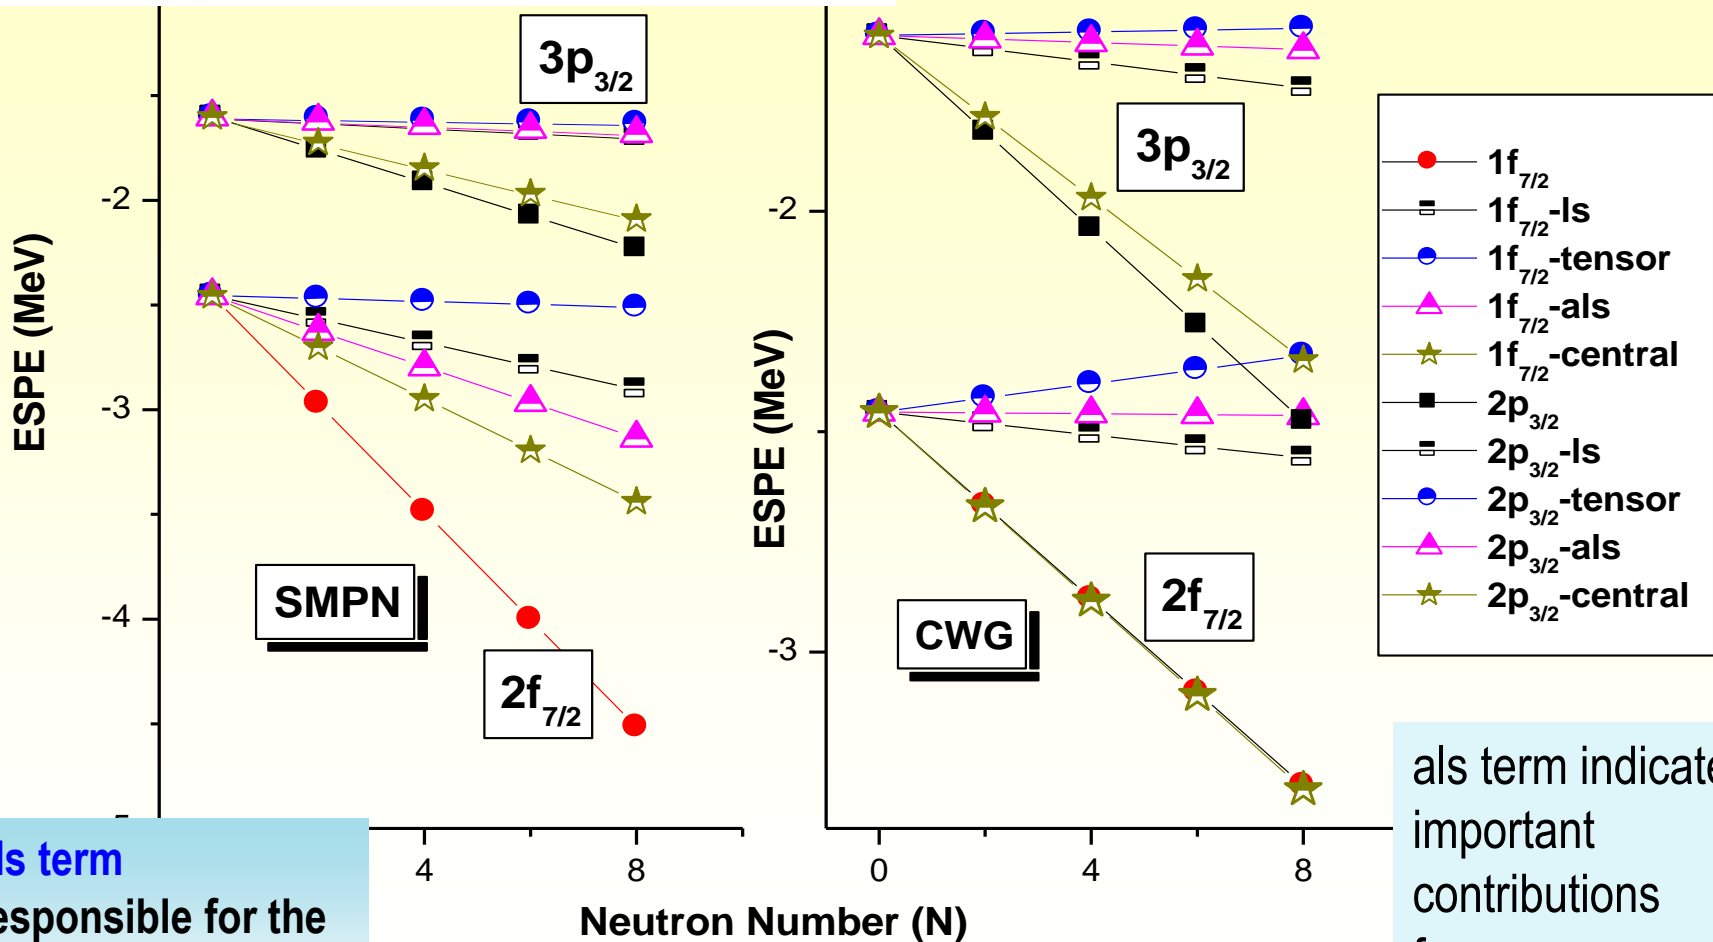 3p3/2
-2
-3
-4
ESPE (MeV)
SMPN
2f7/2
4
8
3p3/2
-2
-3
ESPE (MeV)
CWG
2f7/2
0
4
8
Neutron Number (N)
1f7/2
1f7/2-ls
1f7/2-tensor
1f7/2-als
1f7/2-central
2p3/2
2p3/2-ls
2p3/2-tensor
2p3/2-als
2p3/2-central
ls term
esponsible for the
als term indicate
important
contributions